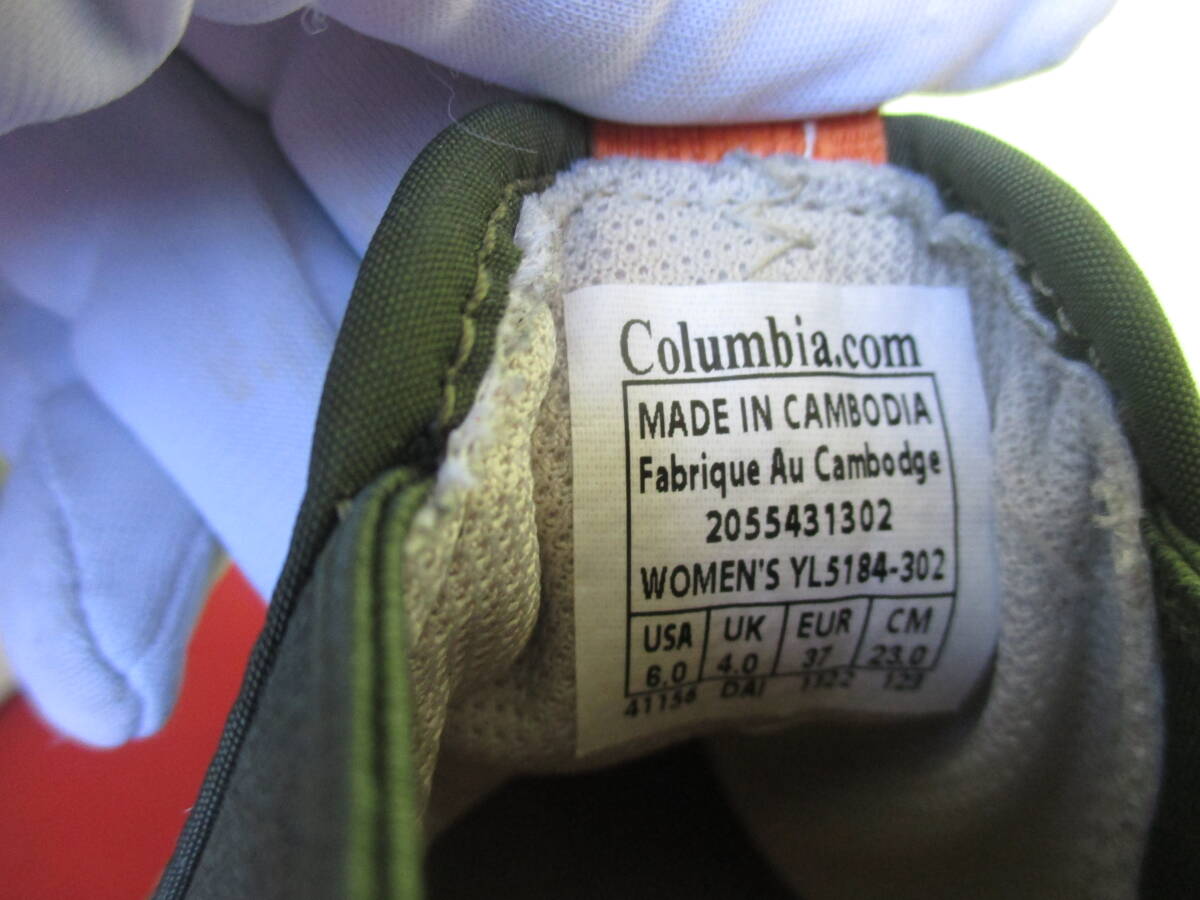 Columbia.com
MADE IN CAMBODIA
Fabrique Au Cambodge
2055431302
WOMEN'S YL5184-302
USA UK EUR CM
6.0 4.0 37 23.0
41156 DAI 1122 123